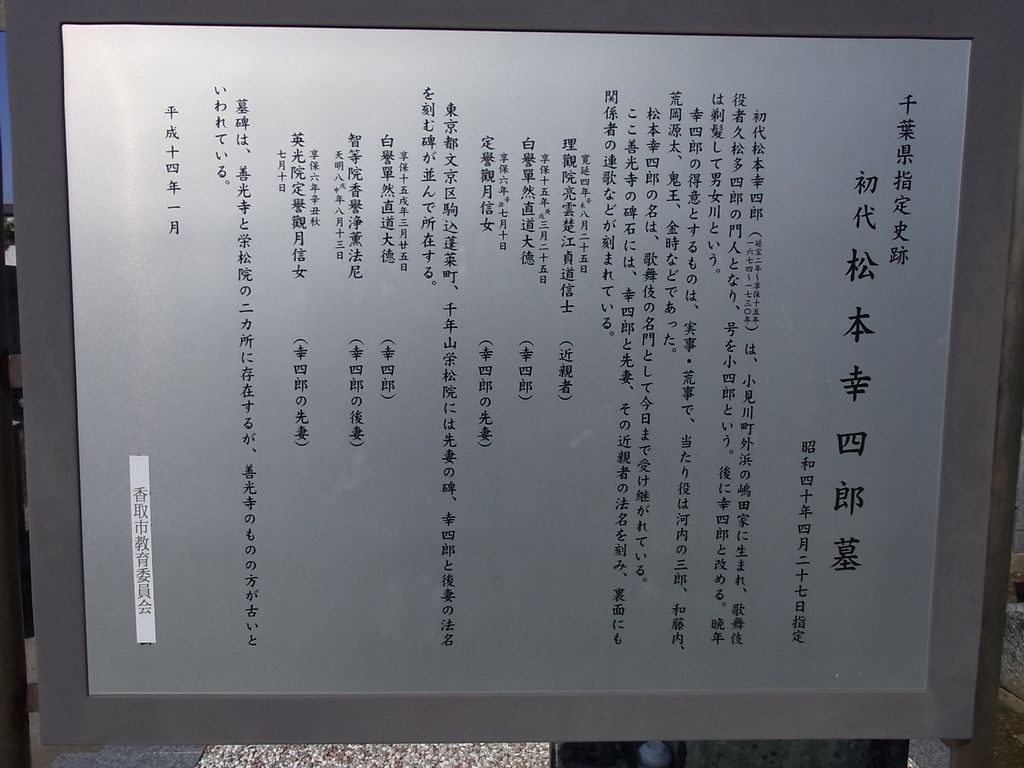 千葉県指定史跡
初代 松本幸四郎墓
昭和四十年四月二十七日指定
初代松本幸四郎（延宝二年～享保十五年 一六七四～一七三〇年）は、小見川町外浜の嶋田家に生まれ、歌舞伎
役者久松多四郎の門人となり、号を小四郎という。後に幸四郎と改める。晩年
は剃髪して男女川という。
幸四郎の得意とするものは、実事・荒事で、当たり役は河内の三郎、和藤内、
荒岡源太、鬼王、金時などであった。
松本幸四郎の名は、歌舞伎の名門として今日まで受け継がれている。
ここ善光寺の碑石には、幸四郎と先妻、その近親者の法名を刻み、裏面にも
関係者の連歌などが刻まれている。
寛延四年辛未八月二十五日
理觀院亮雲楚江貞道信士 （近親者）
享保十五年庚戌三月二十五日
白誉單然直道大徳 （幸四郎）
享保六年辛丑七月十日
定誉觀月信女 （幸四郎の先妻）
東京都文京区駒込蓬莱町、千年山栄松院には先妻の碑、幸四郎と後妻の法名
を刻む碑が並んで所在する。
享保十五戌年三月廿五日
白譽單然直道大徳 （幸四郎）
智等院香譽浄薫法尼 （幸四郎の後妻）
天明八戊申年八月十三日
享保六年辛丑秋
英光院定譽觀月信女 （幸四郎の先妻）
七月十日
墓碑は、善光寺と栄松院の二カ所に存在するが、善光寺のものの方が古いと
いわれている。
平成十四年一月
香取市教育委員会